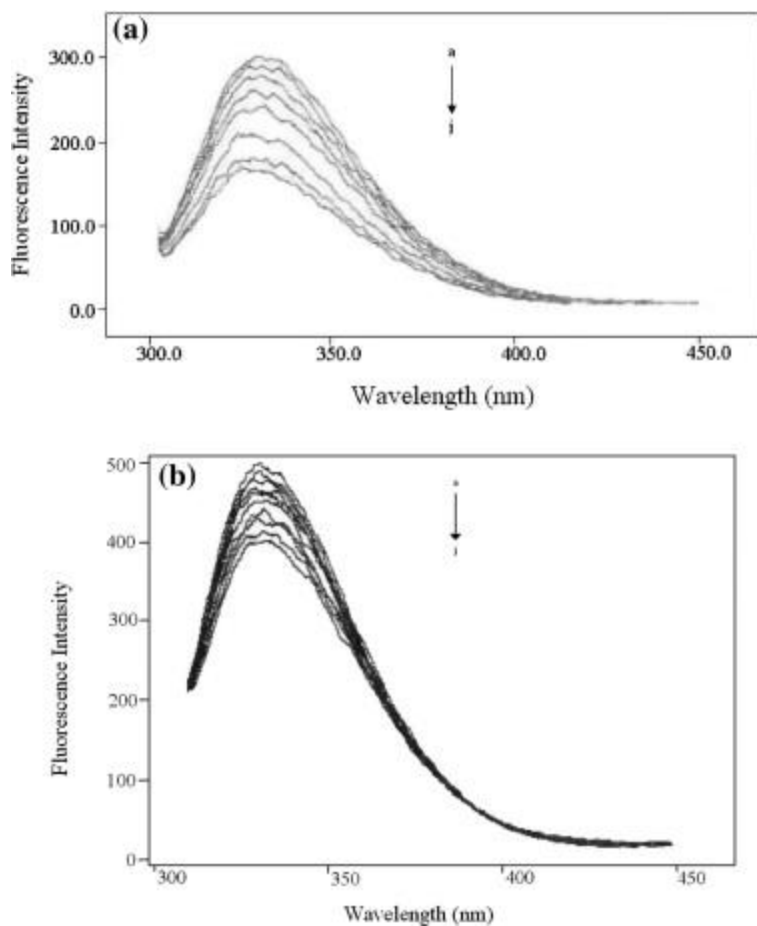 (a)
Fluorescence Intensity
300.0
200.0
100.0
0.0
a
j
300.0 350.0 400.0 450.0
Wavelength (nm)
(b)
Fluorescence Intensity
500
400
300
200
100
0
j
300 350 400 450
Wavelength (nm)